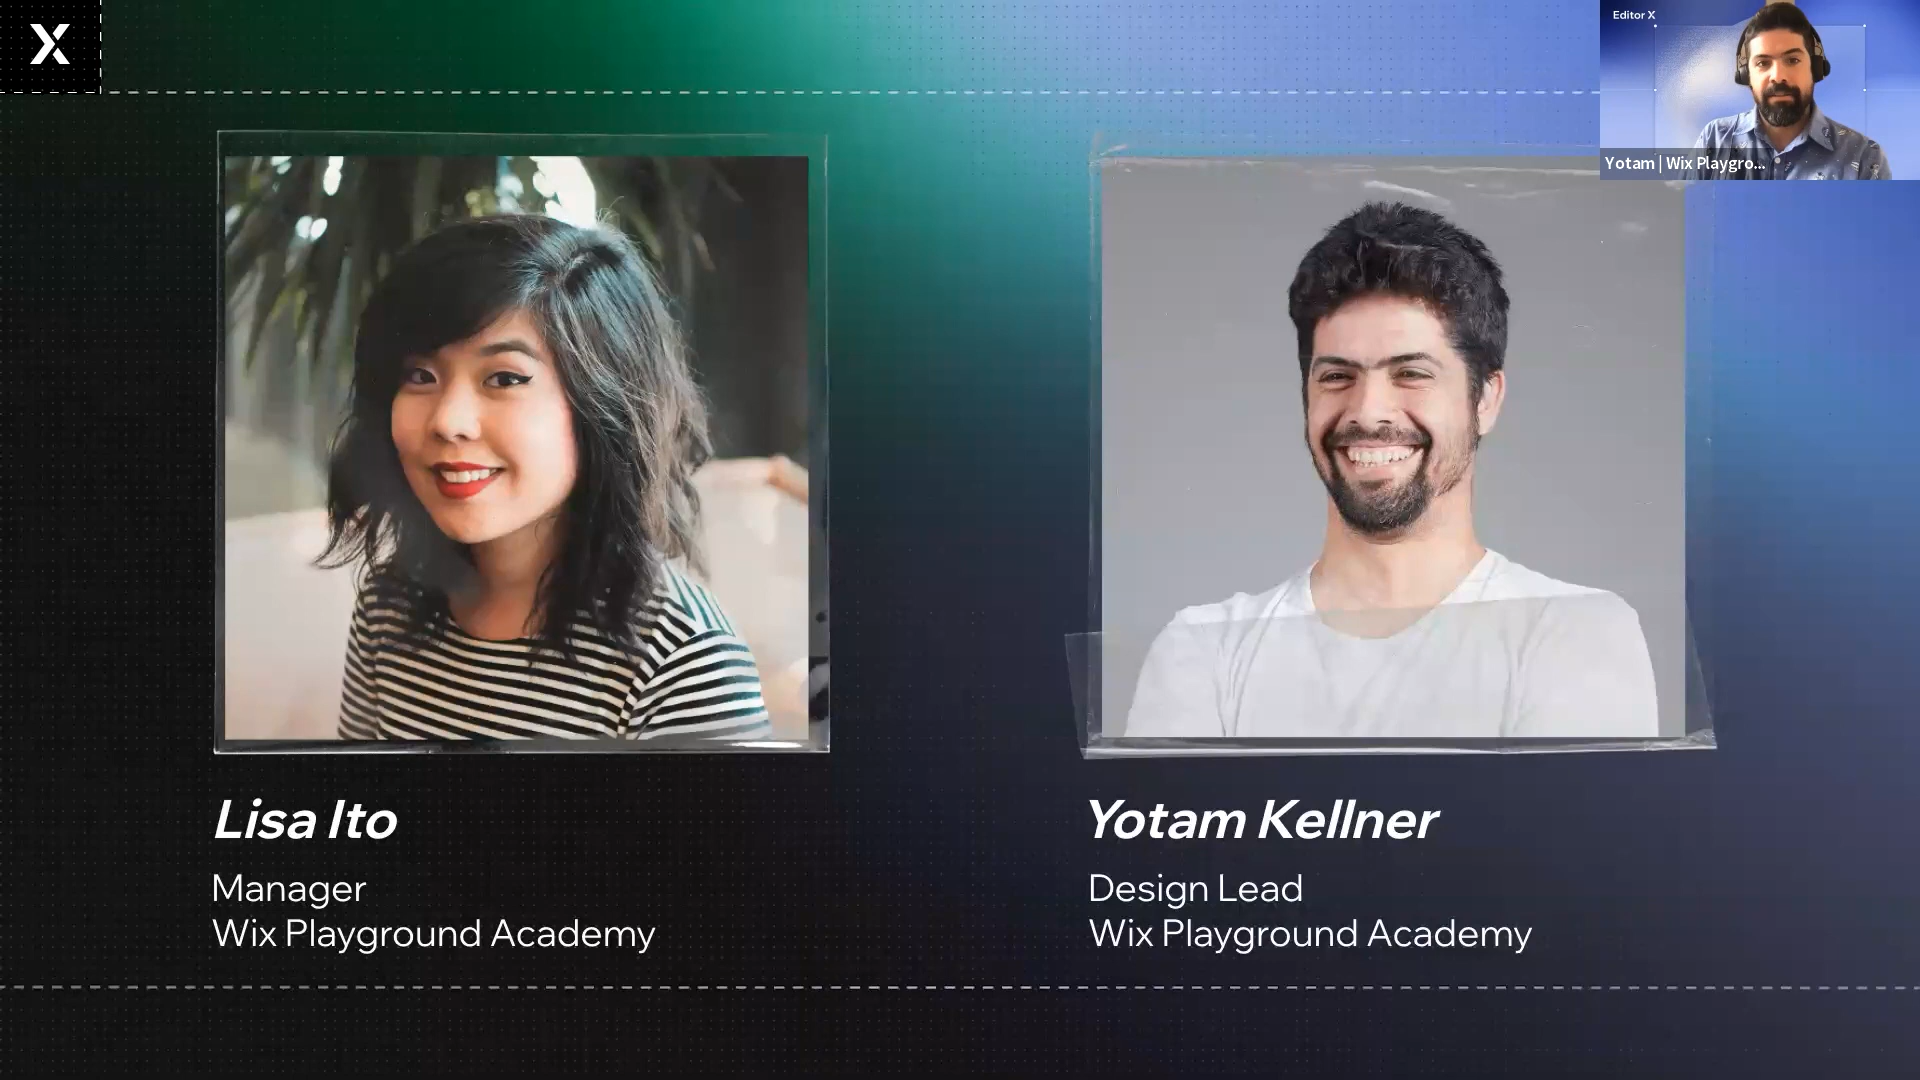 X
Editor X
Yotam | Wix Playgro...
Lisa Ito
Manager
Wix Playground Academy
Yotam Kellner
Design Lead
Wix Playground Academy